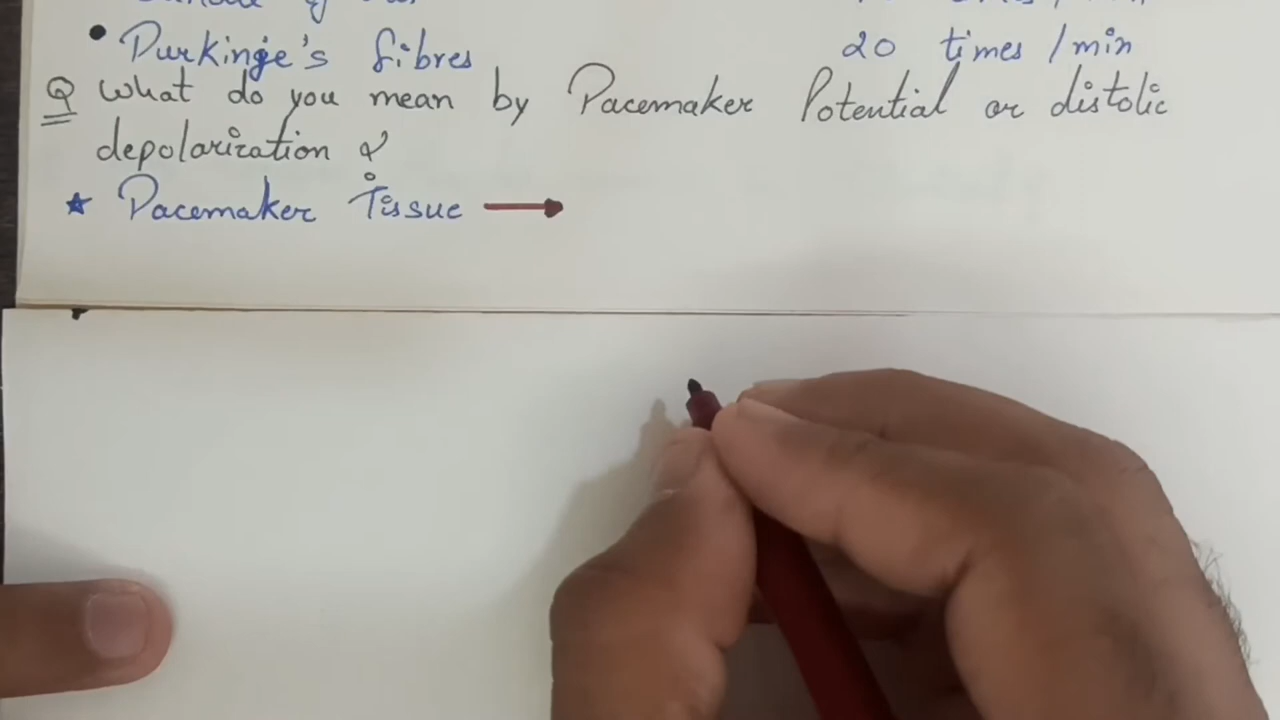 • Purkinje's fibres 20 times / min
Q What do you mean by Pacemaker Potential or distolic
depolarization ?
★ Pacemaker Tissue →